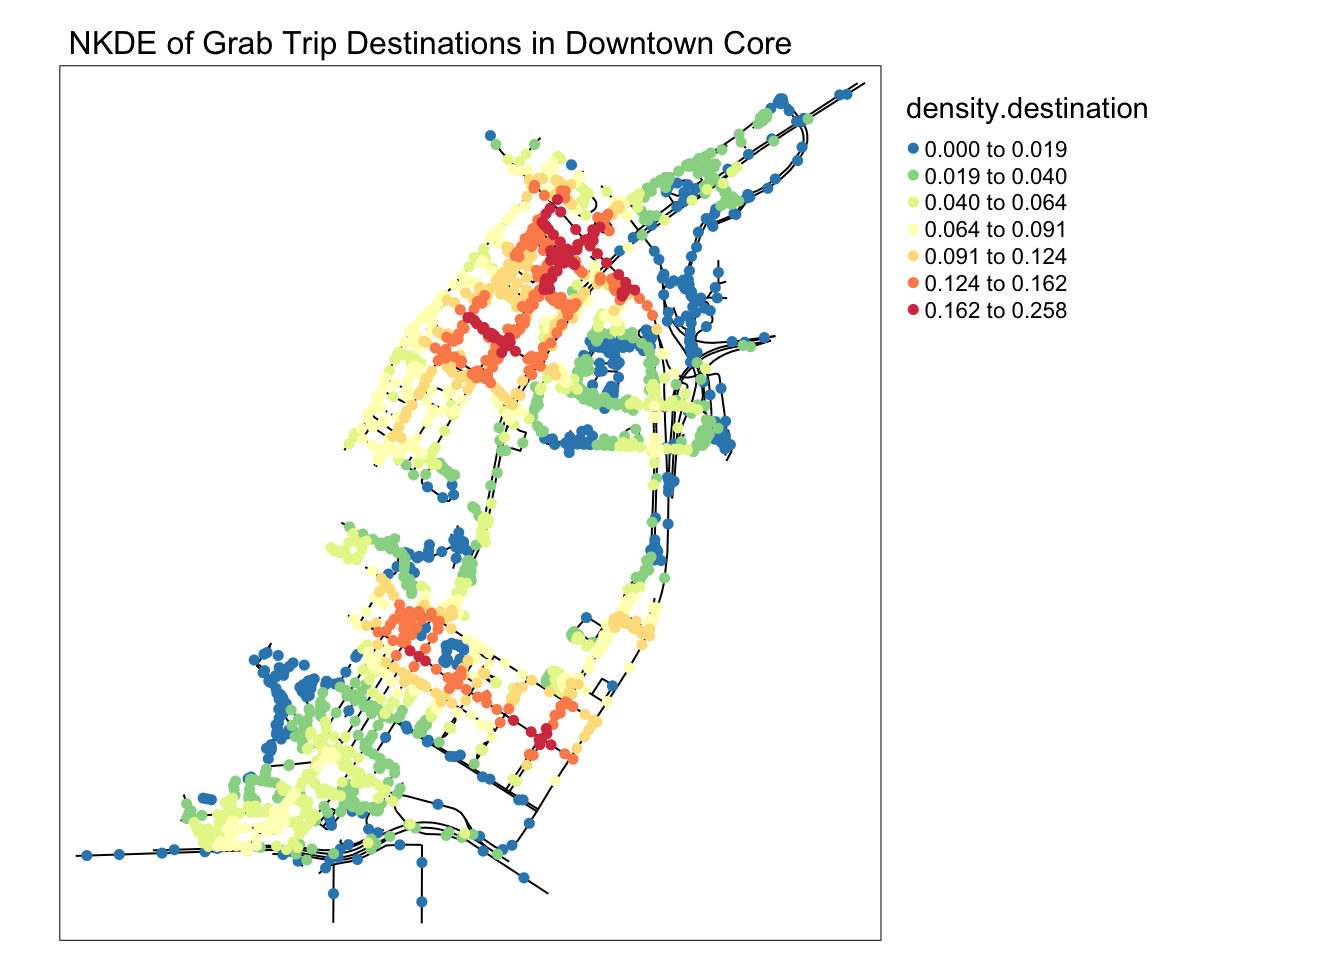 NKDE of Grab Trip Destinations in Downtown Core
density.destination
0.000 to 0.019
0.019 to 0.040
0.040 to 0.064
0.064 to 0.091
0.091 to 0.124
0.124 to 0.162
0.162 to 0.258